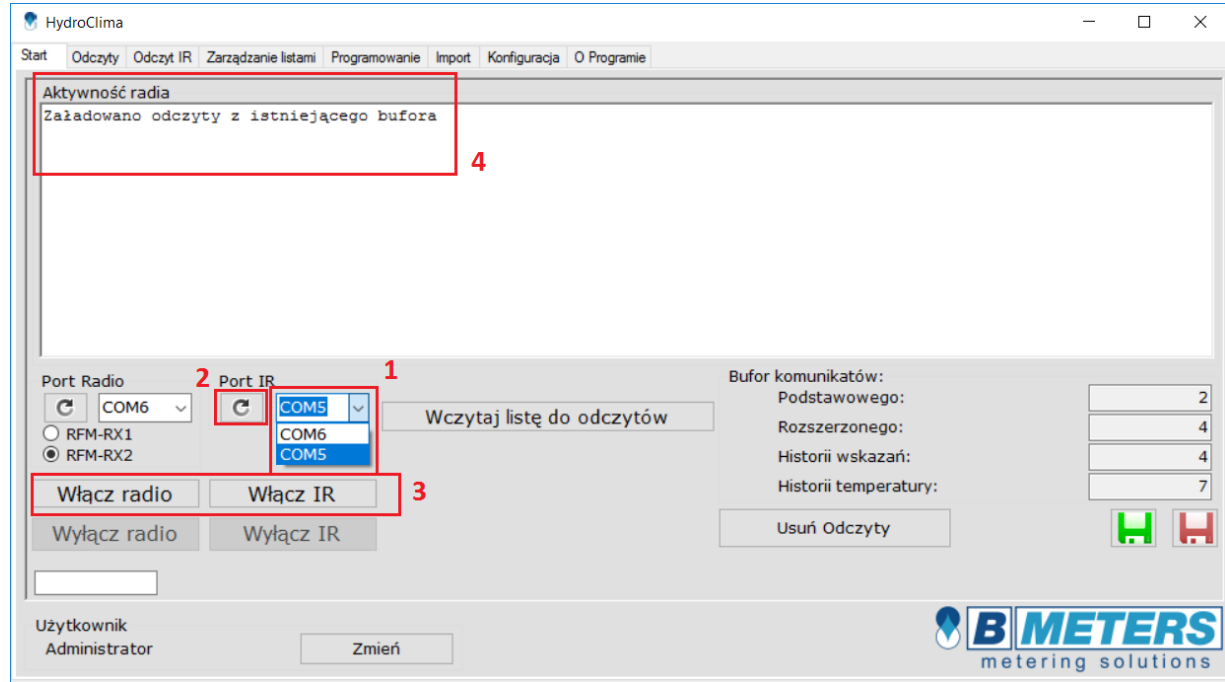 HydroClima
Start Odczyty Odczyt IR Zarządzanie listami Programowanie Import Konfiguracja O Programie
Aktywność radia
Załadowano odczyty z istniejącego bufora
4
Port Radio
COM6
RFM-RX1
RFM-RX2
2 Port IR 1
COM5
COM6
COM5
Wczytaj listę do odczytów
Włącz radio Włącz IR 3
Wyłącz radio Wyłącz IR
Bufor komunikatów:
Podstawowego: 2
Rozszerzonego: 4
Historii wskazań: 4
Historii temperatury: 7
Usuń Odczyty
Użytkownik
Administrator Zmień
B METERS
metering solutions